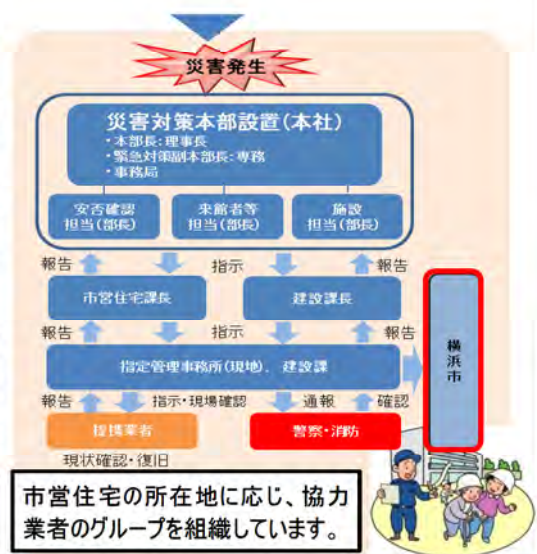 災害発生
災害対策本部設置(本社)
・本部長:理事長
・緊急対策副本部長:専務
・事務局
安否確認
担当(部長)
来館者等
担当(部長)
施設
担当(部長)
報告 指示 報告
市営住宅課長 建設課長
報告 指示 報告
指定管理事務所(現地)、建設課
横浜市
報告 指示・現場確認 通報 確認
提携業者 警察・消防
現状確認・復旧
市営住宅の所在地に応じ、協力
業者のグループを組織しています。